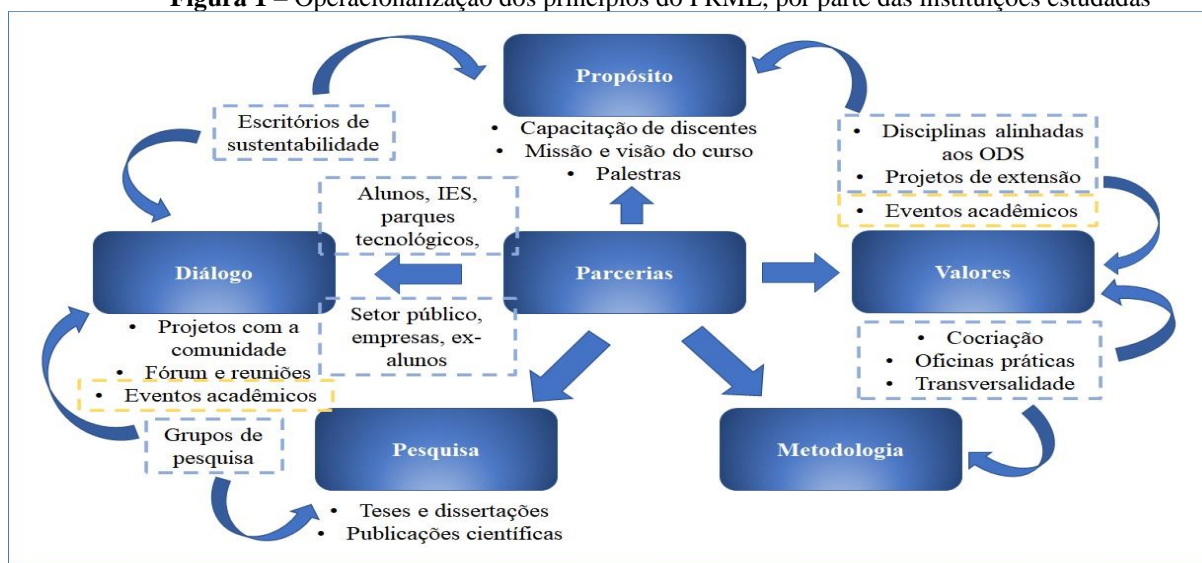 Figura 1 – Operacionalização dos princípios do PRME, por parte das instituições estudadas
Propósito
• Capacitação de discentes
• Missão e visão do curso
• Palestras
Escritórios de
sustentabilidade
• Disciplinas alinhadas
aos ODS
• Projetos de extensão
• Eventos acadêmicos
Alunos, IES,
parques
tecnológicos,
Diálogo
Parcerias
Valores
Setor público,
empresas, ex-
alunos
• Projetos com a
comunidade
• Fórum e reuniões
• Eventos acadêmicos
• Cocriação
• Oficinas práticas
• Transversalidade
Grupos de
pesquisa
Pesquisa
Metodologia
• Teses e dissertações
• Publicações científicas